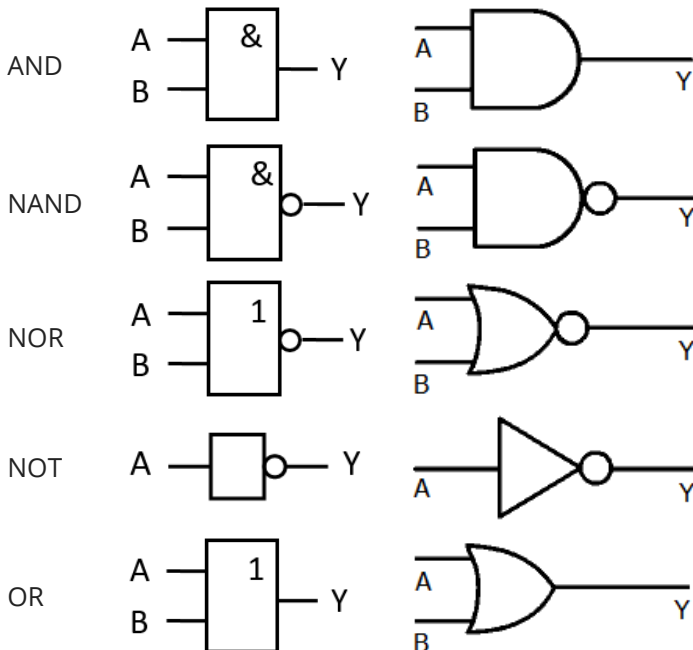 AND A B & Y A B Y
NAND A B & Y A B Y
NOR A B 1 Y A B Y
NOT A Y A Y
OR A B 1 Y A B Y